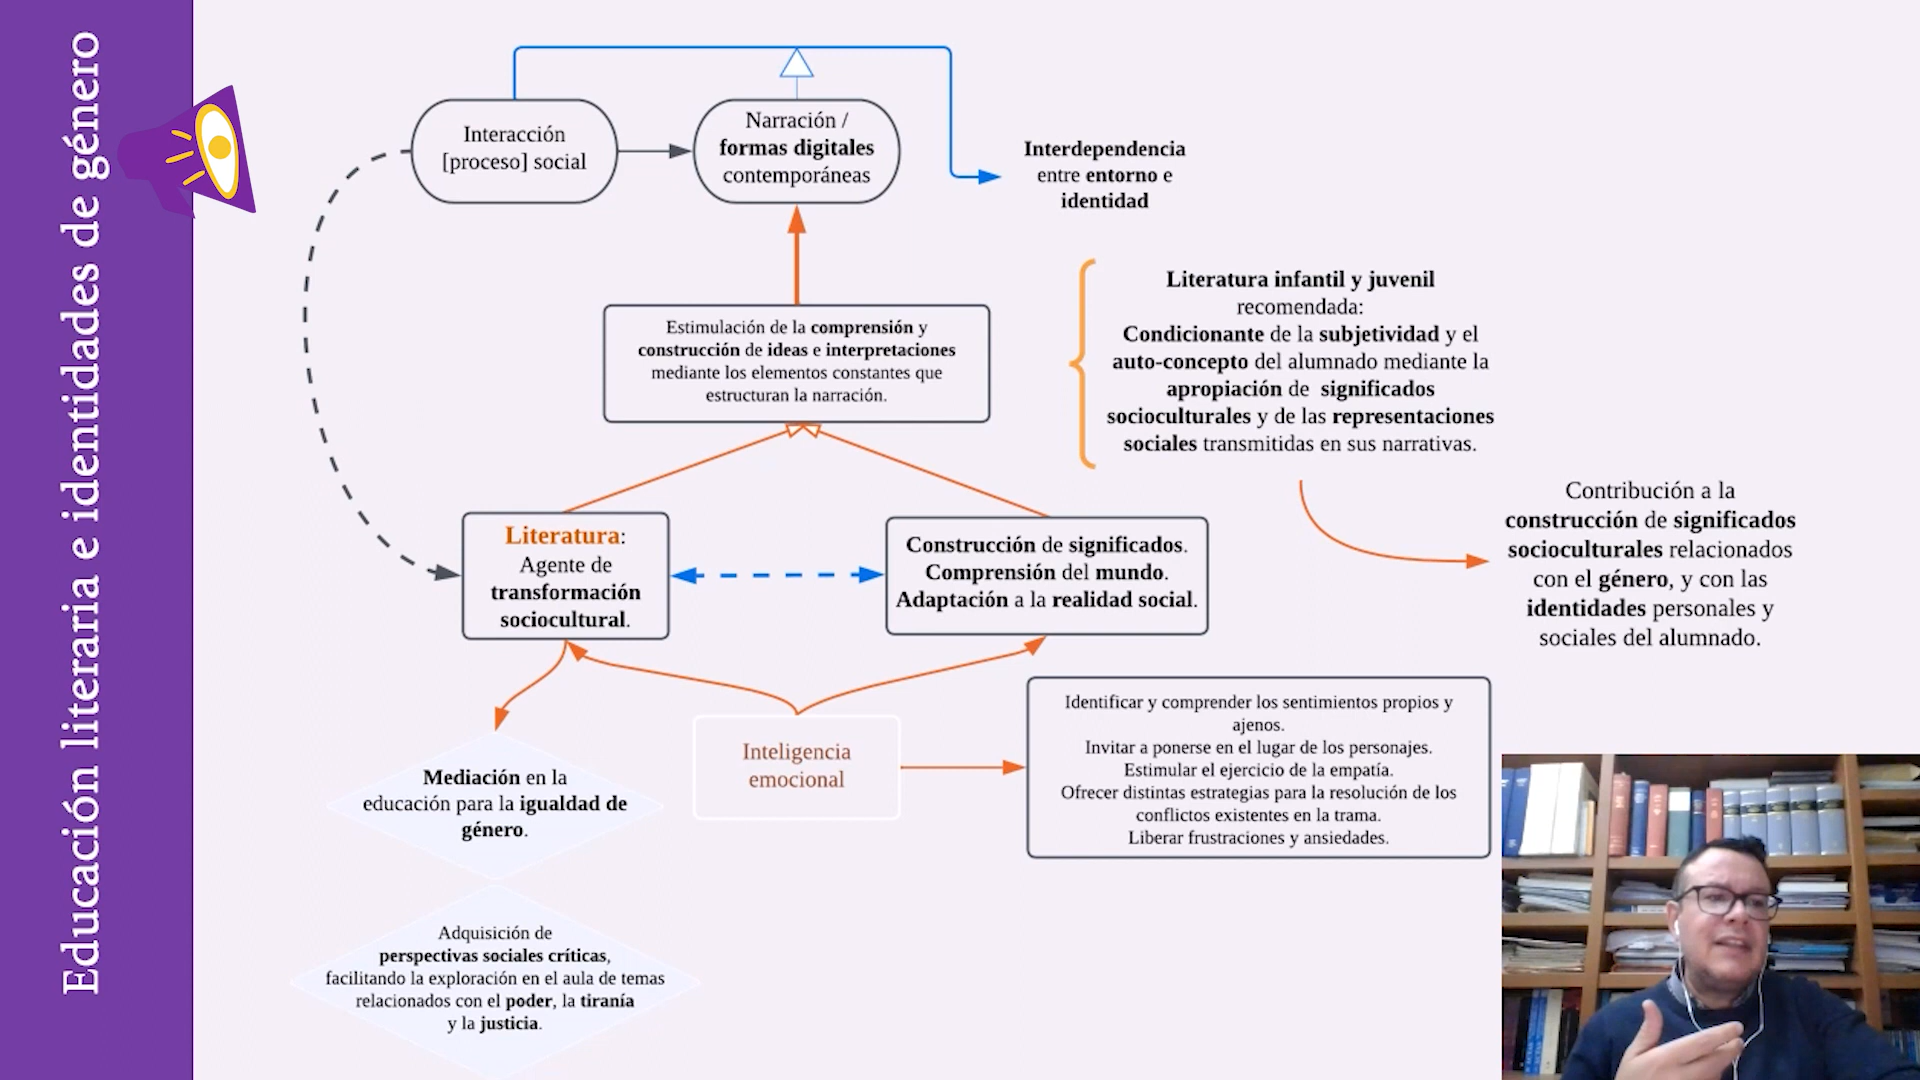 Educación literaria e identidades de género
Interacción
[proceso] social
Narración /
formas digitales
contemporáneas
Interdependencia
entre entorno e
identidad
Estimulación de la comprensión y
construcción de ideas e interpretaciones
mediante los elementos constantes que
estructuran la narración.
Literatura infantil y juvenil
recomendada:
Condicionante de la subjetividad y el
auto-concepto del alumnado mediante la
apropiación de significados
socioculturales y de las representaciones
sociales transmitidas en sus narrativas.
Contribución a la
construcción de significados
socioculturales relacionados
con el género, y con las
identidades personales y
sociales del alumnado.
Literatura:
Agente de
transformación
sociocultural.
Construcción de significados.
Comprensión del mundo.
Adaptación a la realidad social.
Inteligencia
emocional
Identificar y comprender los sentimientos propios y
ajenos.
Invitar a ponerse en el lugar de los personajes.
Estimular el ejercicio de la empatía.
Ofrecer distintas estrategias para la resolución de los
conflictos existentes en la trama.
Liberar frustraciones y ansiedades.
Mediación en la
educación para la igualdad de
género.
Adquisición de
perspectivas sociales críticas,
facilitando la exploración en el aula de temas
relacionados con el poder, la tiranía
y la justicia.